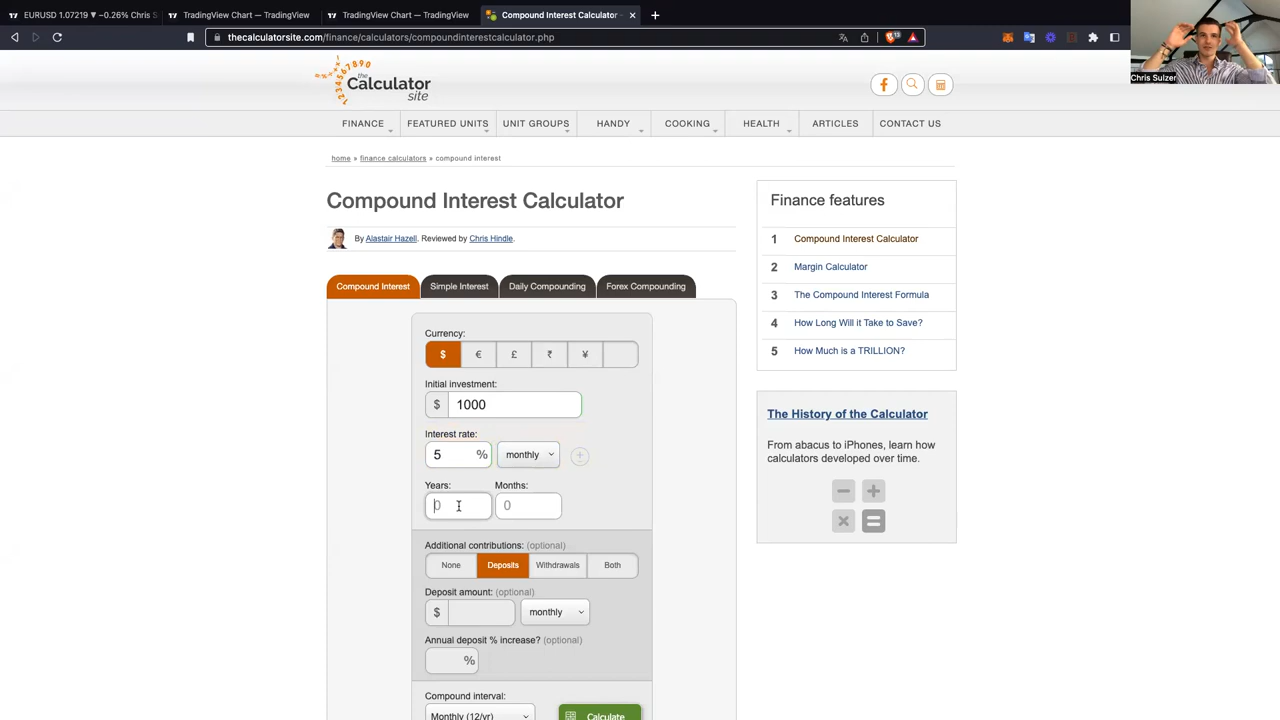 EURUSD 1.07219 ▼ −0.26% Chris S
TradingView Chart — TradingView
TradingView Chart — TradingView
Compound Interest Calculator -
thecalculatorsite.com/finance/calculators/compoundinterestcalculator.php
13
Chris Sulzer
1234567890
the
Calculator
site
FINANCE
FEATURED UNITS
UNIT GROUPS
HANDY
COOKING
HEALTH
ARTICLES
CONTACT US
home » finance calculators » compound interest
Compound Interest Calculator
By Alastair Hazell. Reviewed by Chris Hindle.
Compound Interest
Simple Interest
Daily Compounding
Forex Compounding
Currency:
$ € £ ₹ ¥
Initial investment:
$ 1000
Interest rate:
5 % monthly
Years: Months:
0 0
Additional contributions: (optional)
None Deposits Withdrawals Both
Deposit amount: (optional)
$ monthly
Annual deposit % increase? (optional)
%
Compound interval:
Monthly (12/yr) Calculate
Finance features
1 Compound Interest Calculator
2 Margin Calculator
3 The Compound Interest Formula
4 How Long Will it Take to Save?
5 How Much is a TRILLION?
The History of the Calculator
From abacus to iPhones, learn how
calculators developed over time.